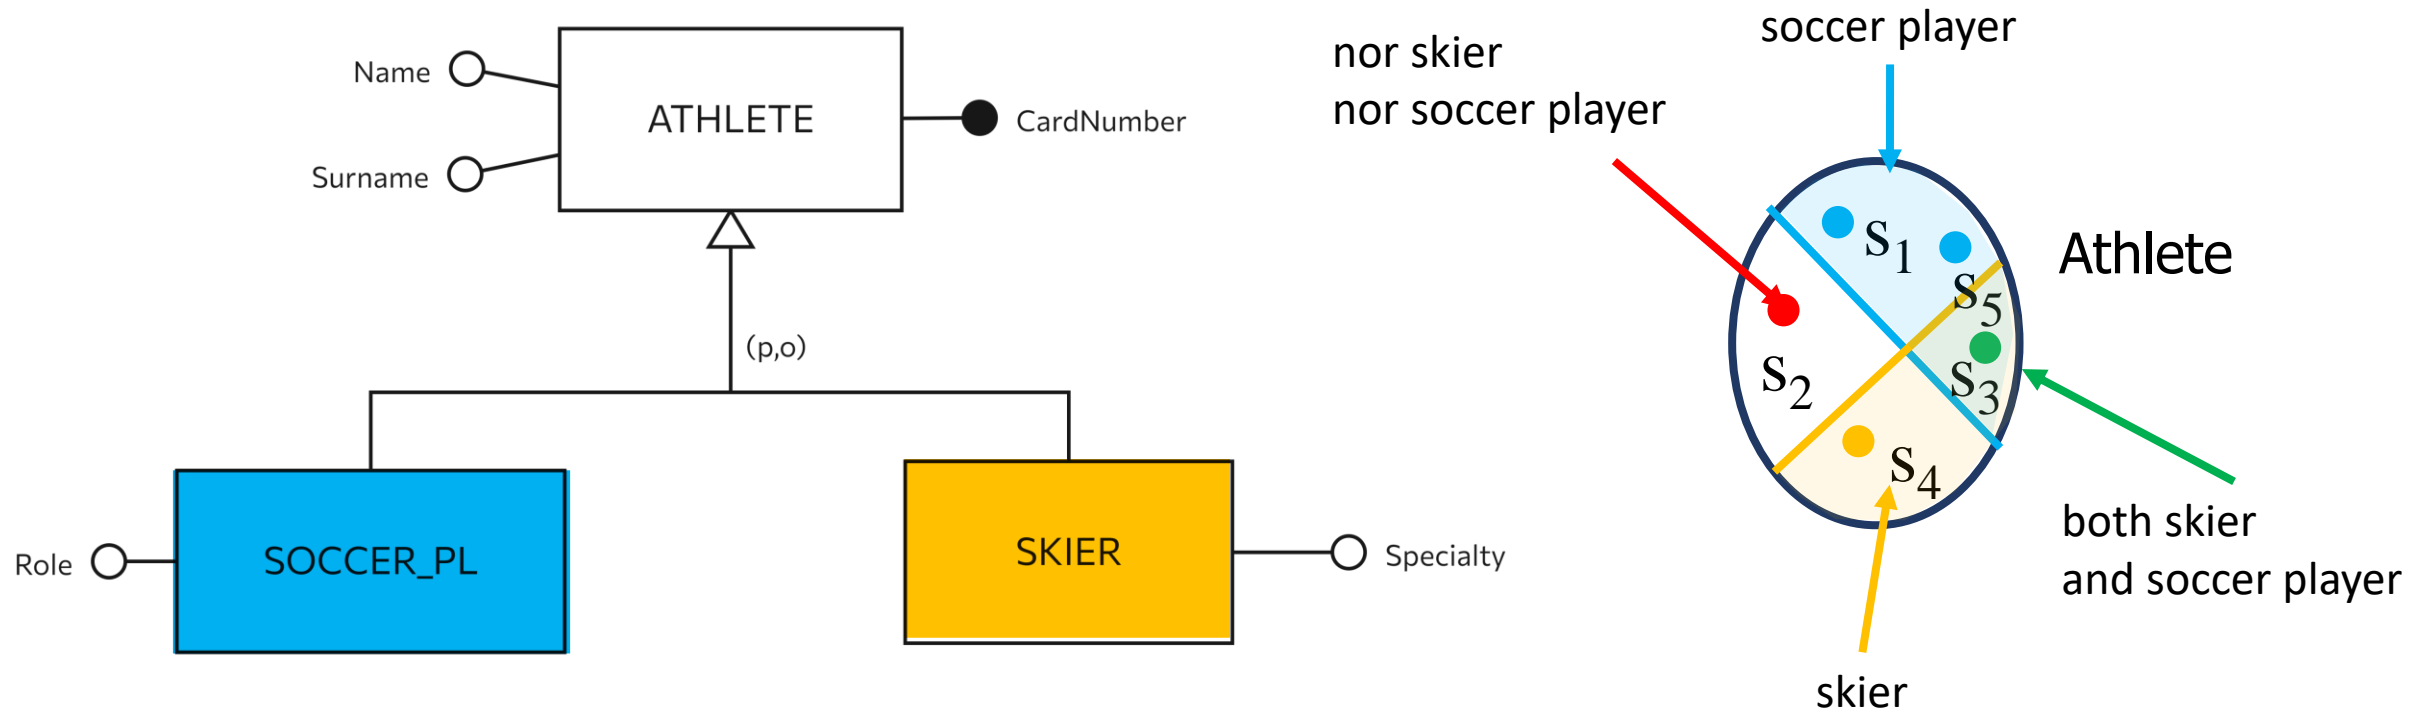 Name
Surname
ATHLETE
CardNumber
(p,o)
Role
SOCCER_PL
SKIER
Specialty
nor skier
nor soccer player
soccer player
Athlete
s1
s5
s2
s3
s4
both skier
and soccer player
skier